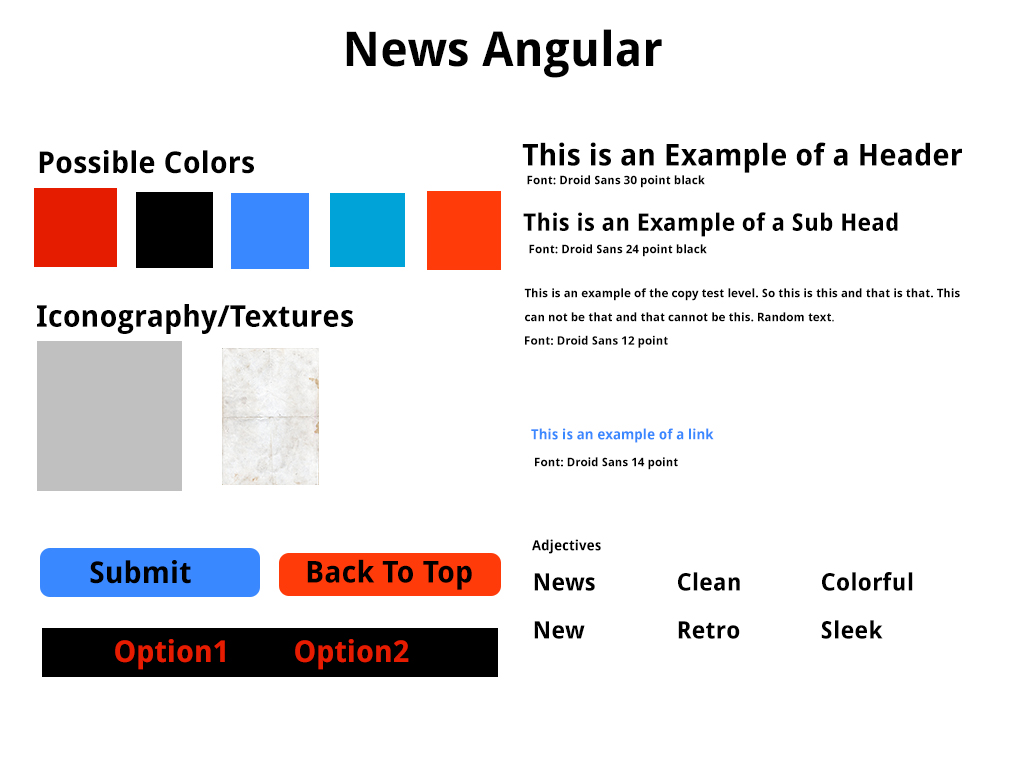 News Angular
Possible Colors
Iconography/Textures
Submit
Back To Top
Option1
Option2
This is an Example of a Header
Font: Droid Sans 30 point black
This is an Example of a Sub Head
Font: Droid Sans 24 point black
This is an example of the copy test level. So this is this and that is that. This
can not be that and that cannot be this. Random text.
Font: Droid Sans 12 point
This is an example of a link
Font: Droid Sans 14 point
Adjectives
News Clean Colorful
New Retro Sleek